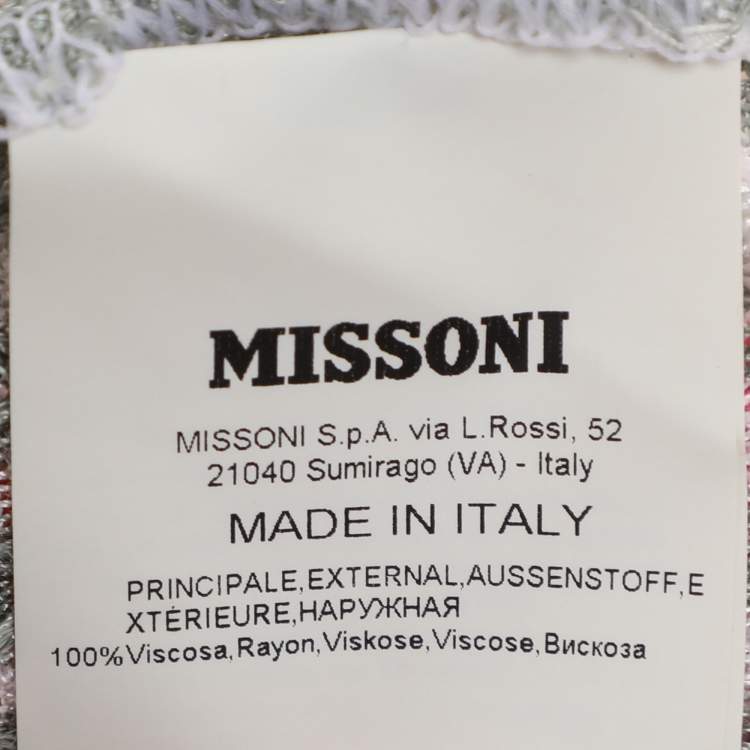 MISSONI
MISSONI S.p.A. via L.Rossi, 52
21040 Sumirago (VA) - Italy
MADE IN ITALY
PRINCIPALE,EXTERNAL,AUSSENSTOFF,E
XTÉRIEURE,НАРУЖНАЯ
100%Viscosa,Rayon,Viskose,Viscose,Вискоза